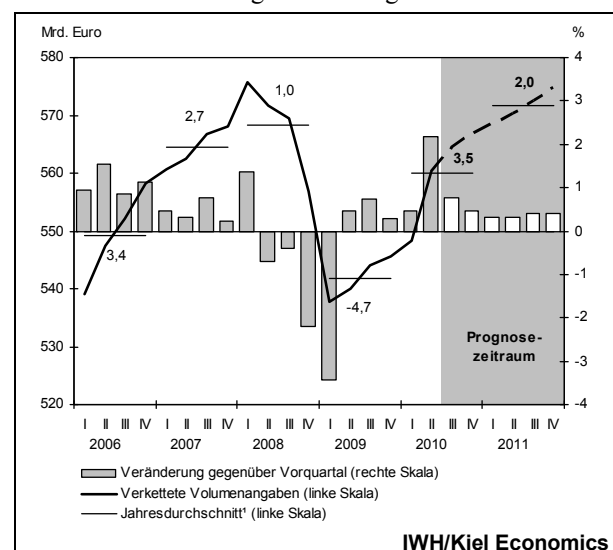 Mrd. Euro %
580 4
570 3
560 2
550 1
540 0
530 -1
520 -2
-3
-4
3,4
2,7
1,0
-4,7
3,5
2,0
Prognose-
zeitraum
I II III IV I II III IV I II III IV I II III IV I II III IV I II III IV
2006 2007 2008 2009 2010 2011
Veränderung gegenüber Vorquartal (rechte Skala)
Verkettete Volumenangaben (linke Skala)
Jahresdurchschnitt¹ (linke Skala)
IWH/Kiel Economics